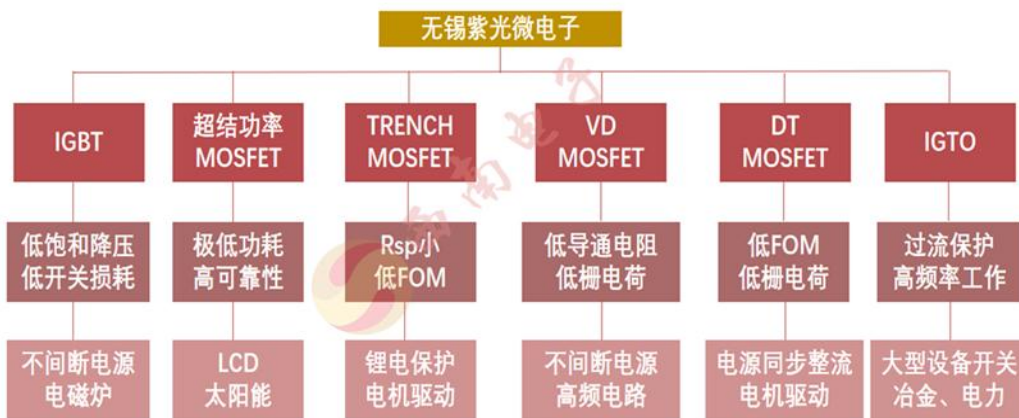 无锡紫光微电子
IGBT
超结功率
MOSFET
TRENCH
MOSFET
VD
MOSFET
DT
MOSFET
IGTO
低饱和降压
低开关损耗
极低功耗
高可靠性
Rsp小
低FOM
低导通电阻
低栅电荷
低FOM
低栅电荷
过流保护
高频率工作
不间断电源
电磁炉
LCD
太阳能
锂电保护
电机驱动
不间断电源
高频电路
电源同步整流
电机驱动
大型设备开关
冶金、电力